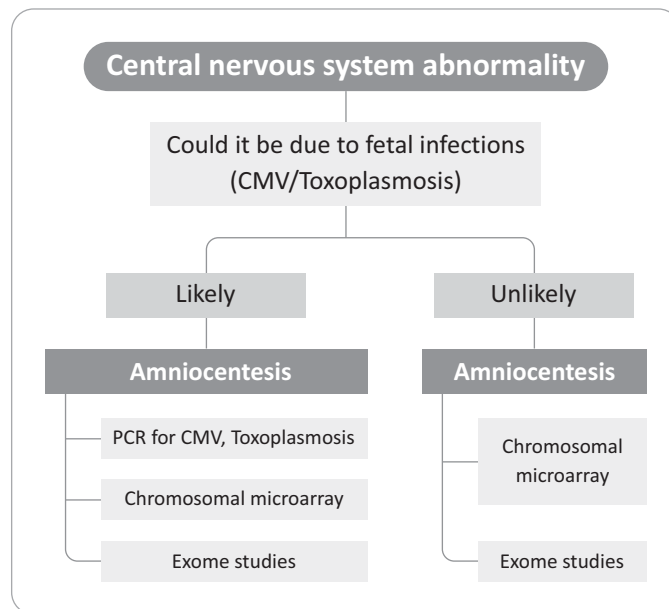 Central nervous system abnormality
Could it be due to fetal infections
(CMV/Toxoplasmosis)
Likely
Unlikely
Amniocentesis
Amniocentesis
PCR for CMV, Toxoplasmosis
Chromosomal microarray
Exome studies
Chromosomal
microarray
Exome studies